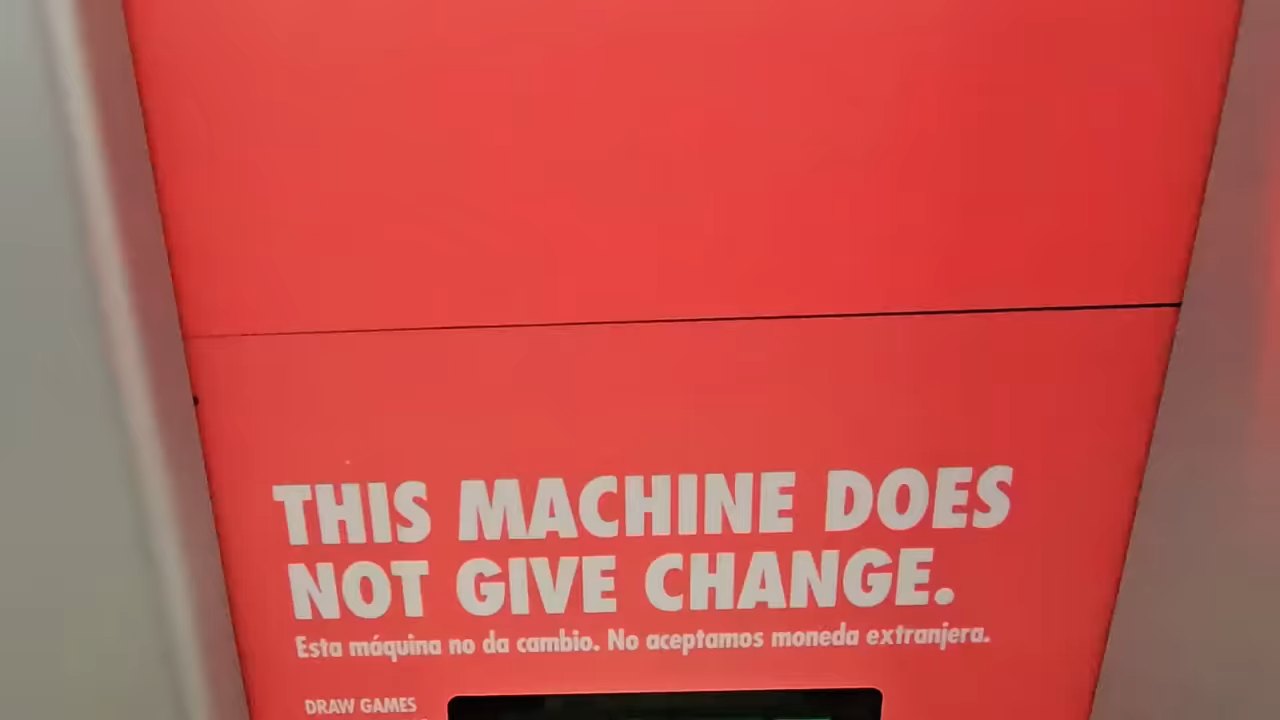 THIS MACHINE DOES
NOT GIVE CHANGE.
Esta máquina no da cambio. No aceptamos moneda extranjera.
DRAW GAMES